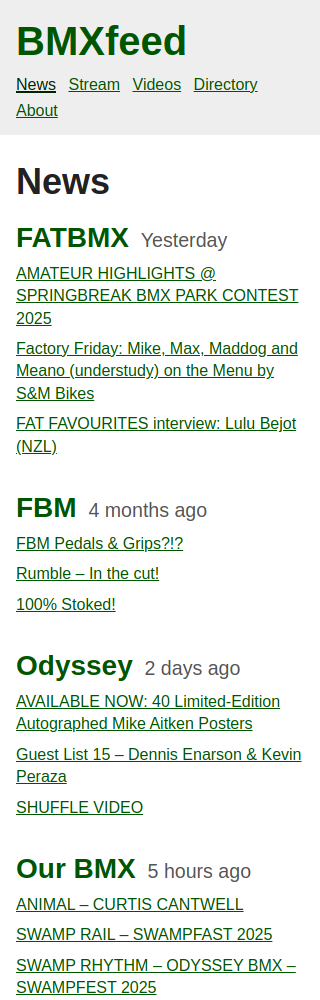 BMXfeed
News Stream Videos Directory
About
News
FATBMX Yesterday
AMATEUR HIGHLIGHTS @
SPRINGBREAK BMX PARK CONTEST
2025
Factory Friday: Mike, Max, Maddog and
Meano (understudy) on the Menu by
S&M Bikes
FAT FAVOURITES interview: Lulu Bejot
(NZL)
FBM 4 months ago
FBM Pedals & Grips?!?
Rumble – In the cut!
100% Stoked!
Odyssey 2 days ago
AVAILABLE NOW: 40 Limited-Edition
Autographed Mike Aitken Posters
Guest List 15 – Dennis Enarson & Kevin
Peraza
SHUFFLE VIDEO
Our BMX 5 hours ago
ANIMAL – CURTIS CANTWELL
SWAMP RAIL – SWAMPFAST 2025
SWAMP RHYTHM – ODYSSEY BMX –
SWAMPFEST 2025